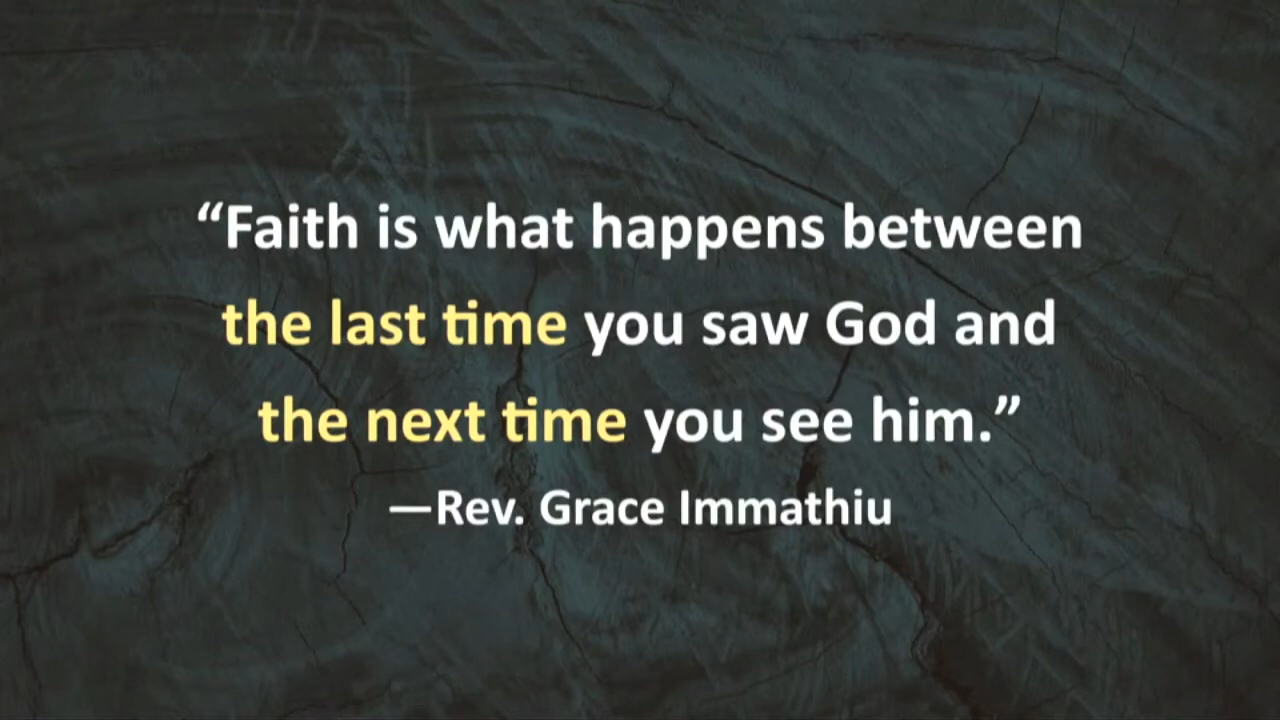 “Faith is what happens between
the last time you saw God and
the next time you see him.”
—Rev. Grace Immathiu